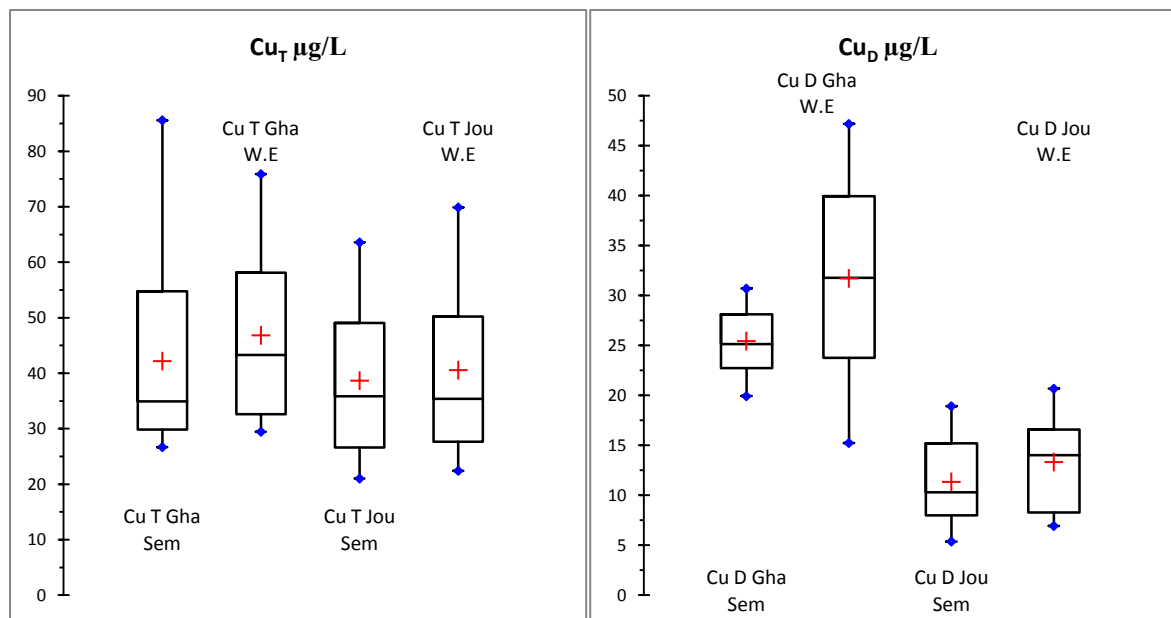 Cu_T µg/L
90
80
70
60
50
40
30
20
10
0
Cu T Gha
W.E
Cu T Jou
W.E
Cu T Gha
Sem
Cu T Jou
Sem
Cu_D µg/L
50
45
40
35
30
25
20
15
10
5
0
Cu D Gha
W.E
Cu D Jou
W.E
Cu D Gha
Sem
Cu D Jou
Sem